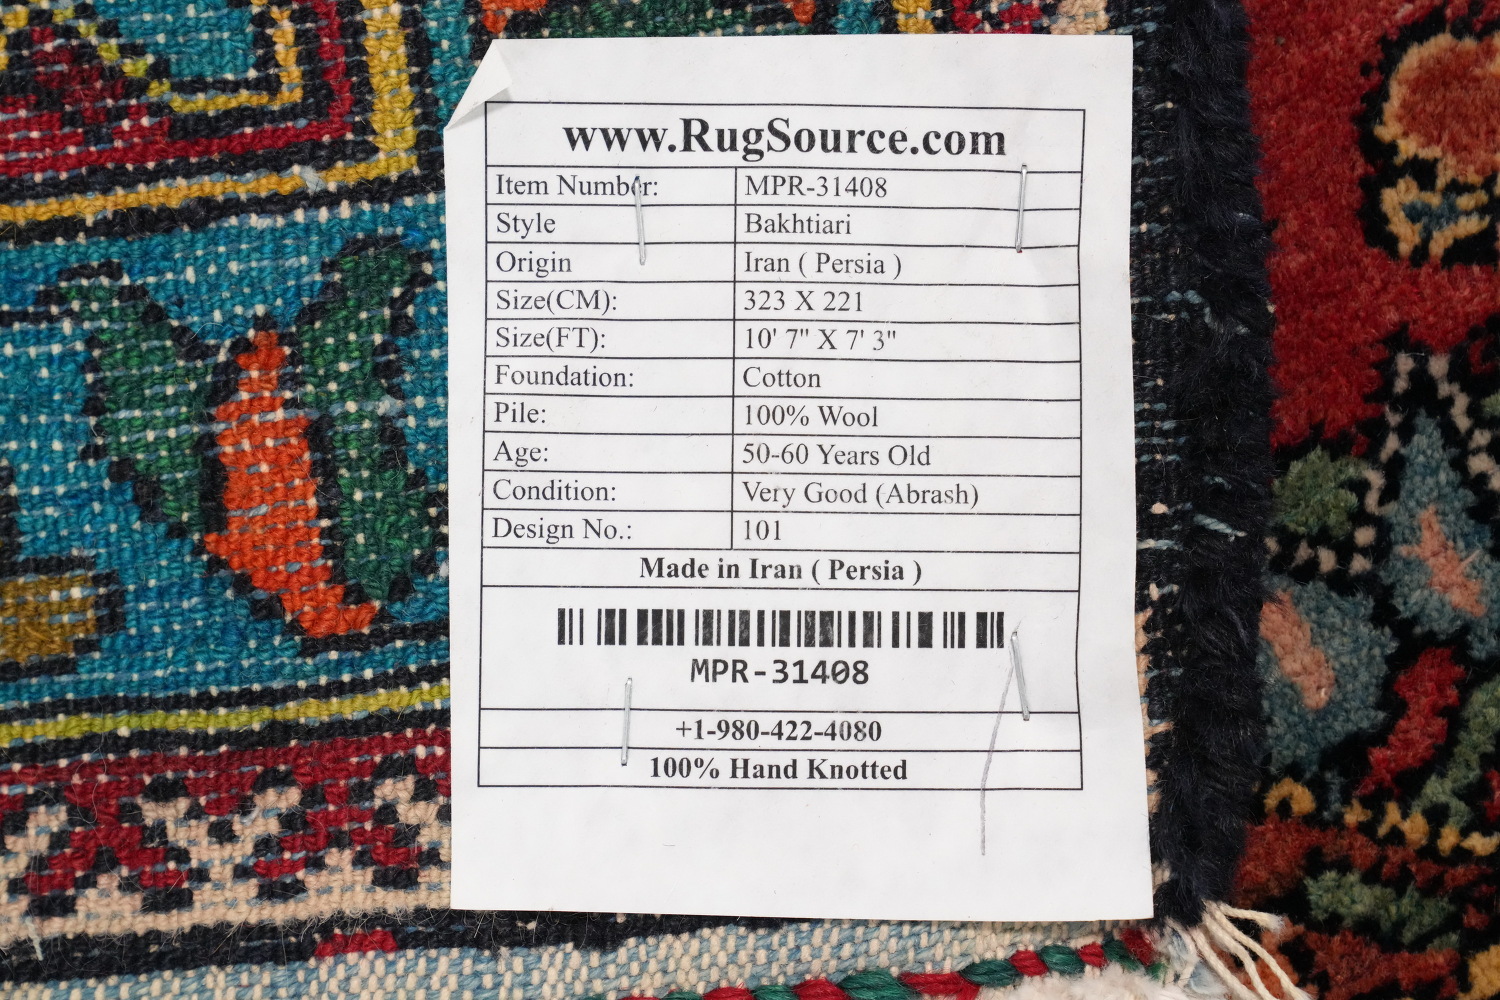 www.RugSource.com
Item Number: MPR-31408
Style Bakhtiari
Origin Iran ( Persia )
Size(CM): 323 X 221
Size(FT): 10' 7" X 7' 3"
Foundation: Cotton
Pile: 100% Wool
Age: 50-60 Years Old
Condition: Very Good (Abrash)
Design No.: 101
Made in Iran ( Persia )
MPR-31408
+1-980-422-4080
100% Hand Knotted